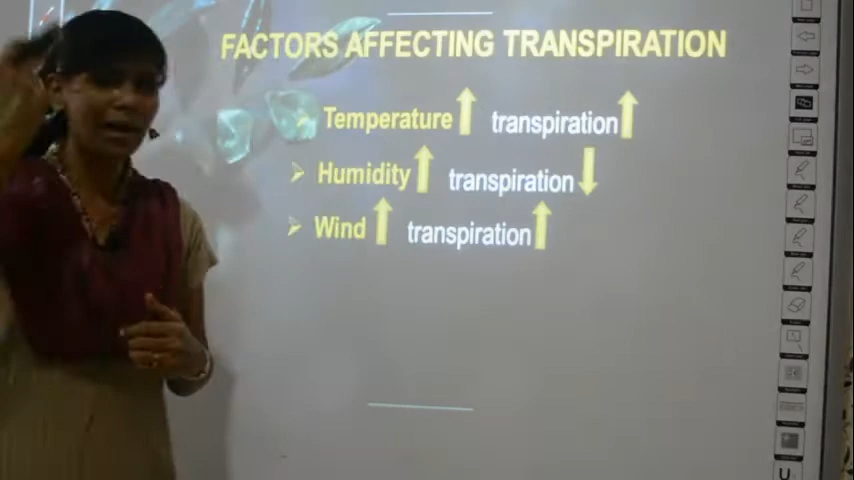 FACTORS AFFECTING TRANSPIRATION
Temperature transpiration
Humidity transpiration
Wind transpiration